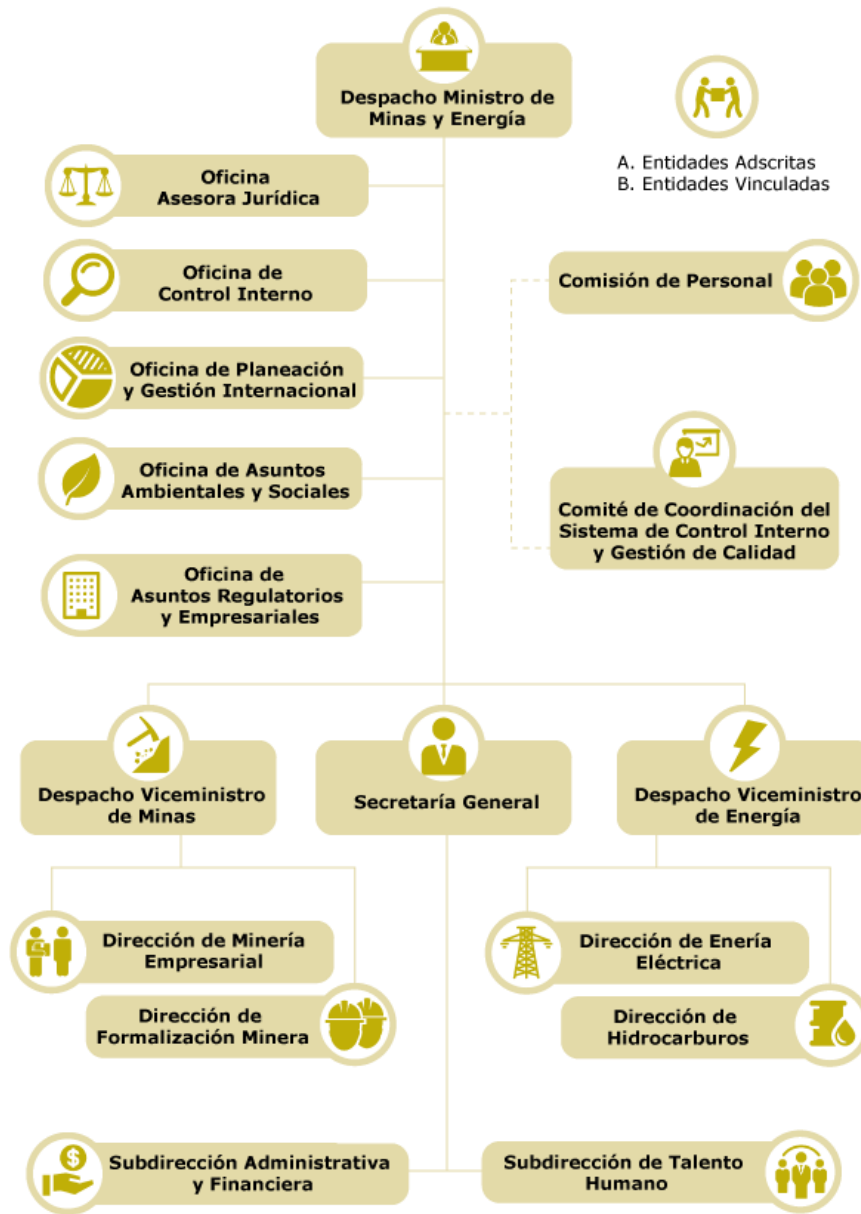 Despacho Ministro de
Minas y Energía
A. Entidades Adscritas
B. Entidades Vinculadas
Oficina
Asesora Jurídica
Oficina de
Control Interno
Comisión de Personal
Oficina de Planeación
y Gestión Internacional
Oficina de Asuntos
Ambientales y Sociales
Comité de Coordinación del
Sistema de Control Interno
y Gestión de Calidad
Oficina de
Asuntos Regulatorios
y Empresariales
Despacho Viceministro
de Minas
Secretaría General
Despacho Viceministro
de Energía
Dirección de Minería
Empresarial
Dirección de Enería
Eléctrica
Dirección de
Formalización Minera
Dirección de
Hidrocarburos
$
Subdirección Administrativa
y Financiera
Subdirección de Talento
Humano